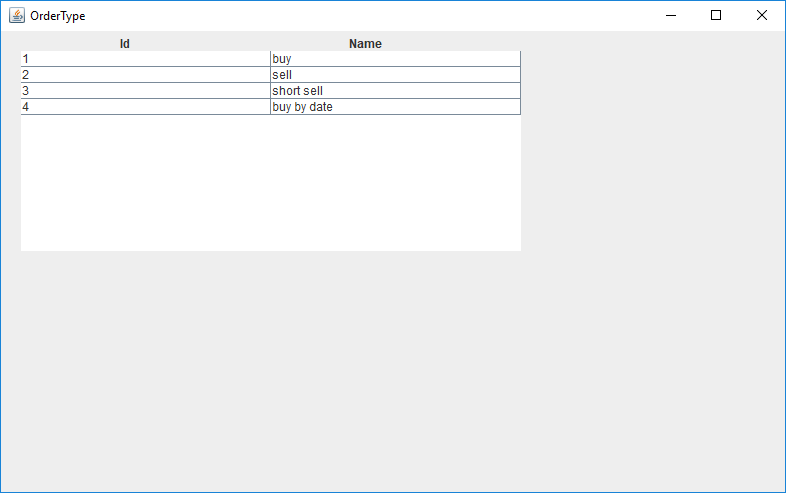 OrderType
Id Name
1 buy
2 sell
3 short sell
4 buy by date